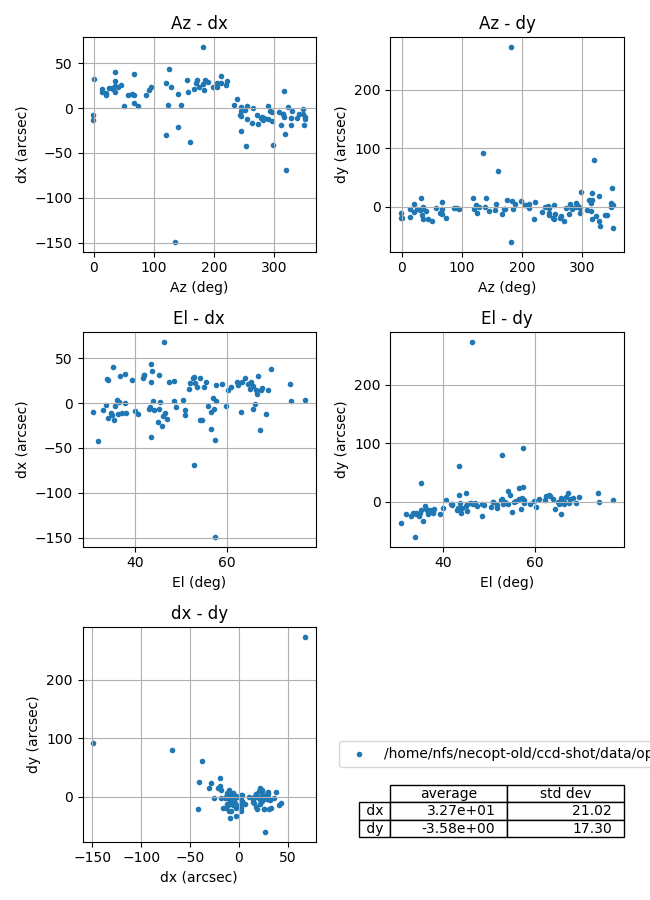 Az - dx
Az - dy
50
0
−50
−100
−150
dx (arcsec)
0
100
200
300
Az (deg)
200
100
0
dy (arcsec)
0
100
200
300
Az (deg)
El - dx
El - dy
50
0
−50
−100
−150
dx (arcsec)
40
60
El (deg)
200
100
0
dy (arcsec)
40
60
El (deg)
dx - dy
200
100
0
dy (arcsec)
−150
−100
−50
0
50
dx (arcsec)
/home/nfs/necopt-old/ccd-shot/data/op
average std dev
dx 3.27e+01 21.02
dy -3.58e+00 17.30